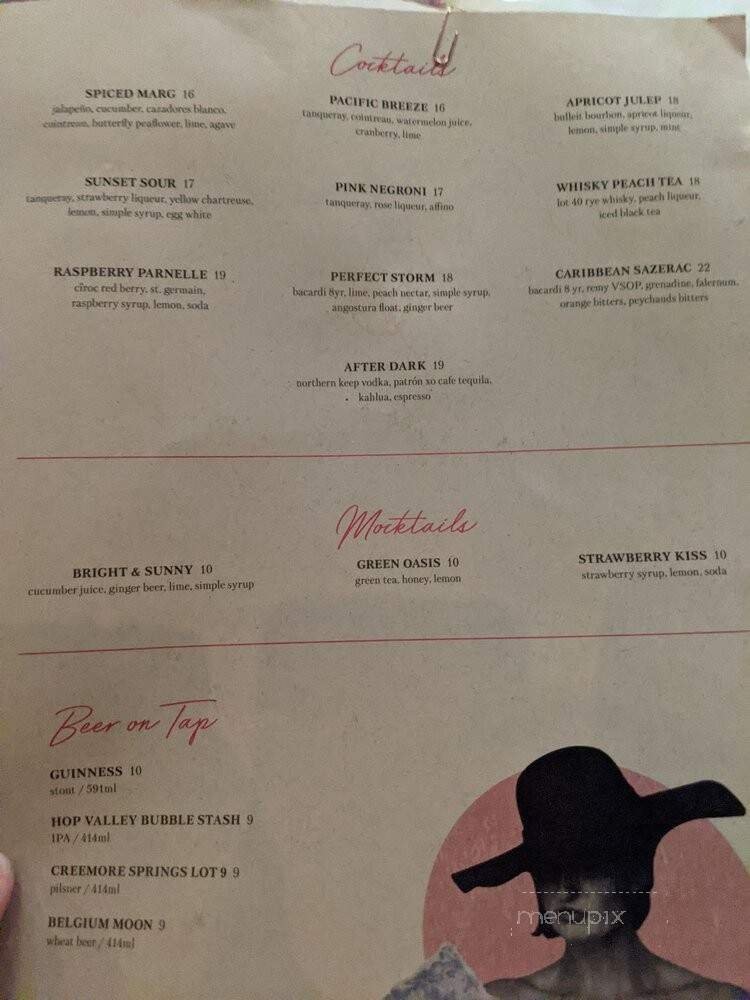 Cocktails
SPICED MARG 16
jalapeño, cucumber, cazadores blanco,
cointreau, butterfly peaflower, lime, agave
PACIFIC BREEZE 16
tanqueray, cointreau, watermelon juice,
cranberry, lime
APRICOT JULEP 18
bulleit bourbon, apricot liqueur,
lemon, simple syrup, mint
SUNSET SOUR 17
tanqueray, strawberry liqueur, yellow chartreuse,
lemon, simple syrup, egg white
PINK NEGRONI 17
tanqueray, rose liqueur, affino
WHISKY PEACH TEA 18
lot 40 rye whisky, peach liqueur,
iced black tea
RASPBERRY PARNELLE 19
cîroc red berry, st. germain,
raspberry syrup, lemon, soda
PERFECT STORM 18
bacardi 8yr, lime, peach nectar, simple syrup,
angostura float, ginger beer
CARIBBEAN SAZERAC 22
bacardi 8 yr, remy VSOP, grenadine, falernum,
orange bitters, peychauds bitters
AFTER DARK 19
northern keep vodka, patrón xo cafe tequila,
kahlua, espresso
Mocktails
BRIGHT & SUNNY 10
cucumber juice, ginger beer, lime, simple syrup
GREEN OASIS 10
green tea, honey, lemon
STRAWBERRY KISS 10
strawberry syrup, lemon, soda
Beer on Tap
GUINNESS 10
stout / 591ml
HOP VALLEY BUBBLE STASH 9
IPA / 414ml
CREEMORE SPRINGS LOT 9 9
pilsner / 414ml
BELGIUM MOON 9
wheat beer / 414ml
menupix